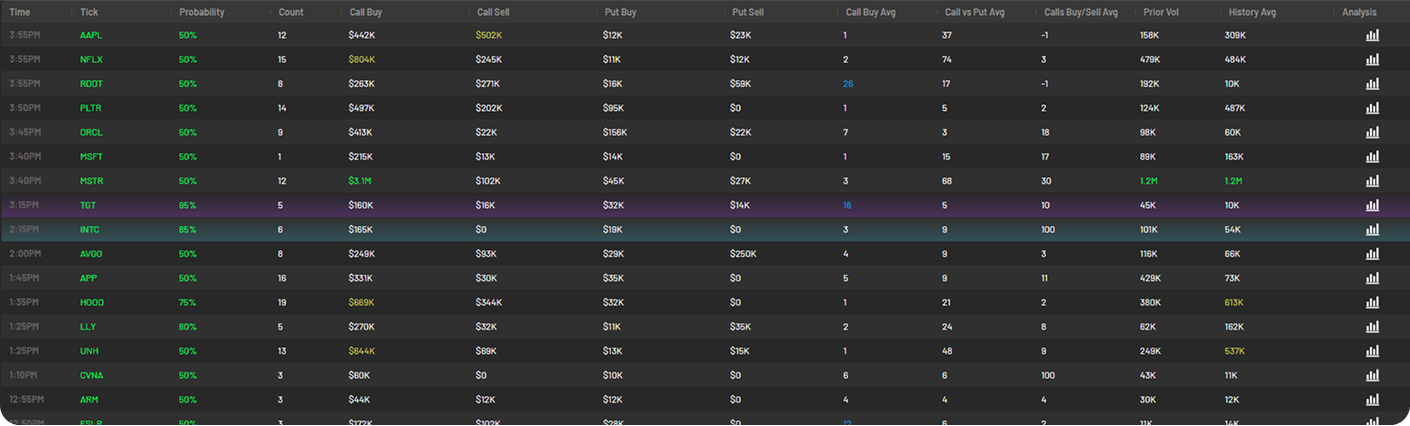 Time Tick Probability Count Call Buy Call Sell Put Buy Put Sell Call Buy Avg Call vs Put Avg Calls Buy/Sell Avg Prior Vol History Avg Analysis
3:55PM AAPL 50% 12 $442K $502K $12K $23K 1 37 -1 158K 309K
3:55PM NFLX 50% 15 $804K $245K $11K $12K 2 74 3 479K 484K
3:55PM RDDT 50% 8 $263K $271K $16K $59K 26 17 -1 192K 10K
3:50PM PLTR 50% 14 $497K $202K $95K $0 1 5 2 124K 487K
3:45PM ORCL 50% 9 $413K $22K $156K $22K 7 3 18 98K 60K
3:40PM MSFT 50% 1 $215K $13K $14K $0 1 15 17 89K 163K
3:40PM MSTR 50% 12 $3.1M $102K $45K $27K 3 68 30 1.2M 1.2M
3:15PM TGT 95% 5 $160K $16K $32K $14K 16 5 10 45K 10K
2:15PM INTC 85% 6 $165K $0 $19K $0 3 9 100 101K 54K
2:00PM AVGO 50% 8 $249K $93K $29K $250K 4 9 3 116K 66K
1:45PM APP 50% 16 $331K $30K $35K $0 5 9 11 429K 73K
1:35PM HOOD 75% 19 $669K $344K $32K $0 1 21 2 380K 613K
1:25PM LLY 60% 5 $270K $32K $11K $35K 2 24 8 62K 162K
1:25PM UNH 50% 13 $644K $69K $13K $15K 1 48 9 249K 537K
1:10PM CVNA 50% 3 $60K $0 $10K $0 6 6 100 43K 11K
12:55PM ARM 50% 3 $44K $12K $12K $0 4 4 4 30K 12K
FSLR 50% 3 $172K $102K $28K $0 12 6 2 11K 14K